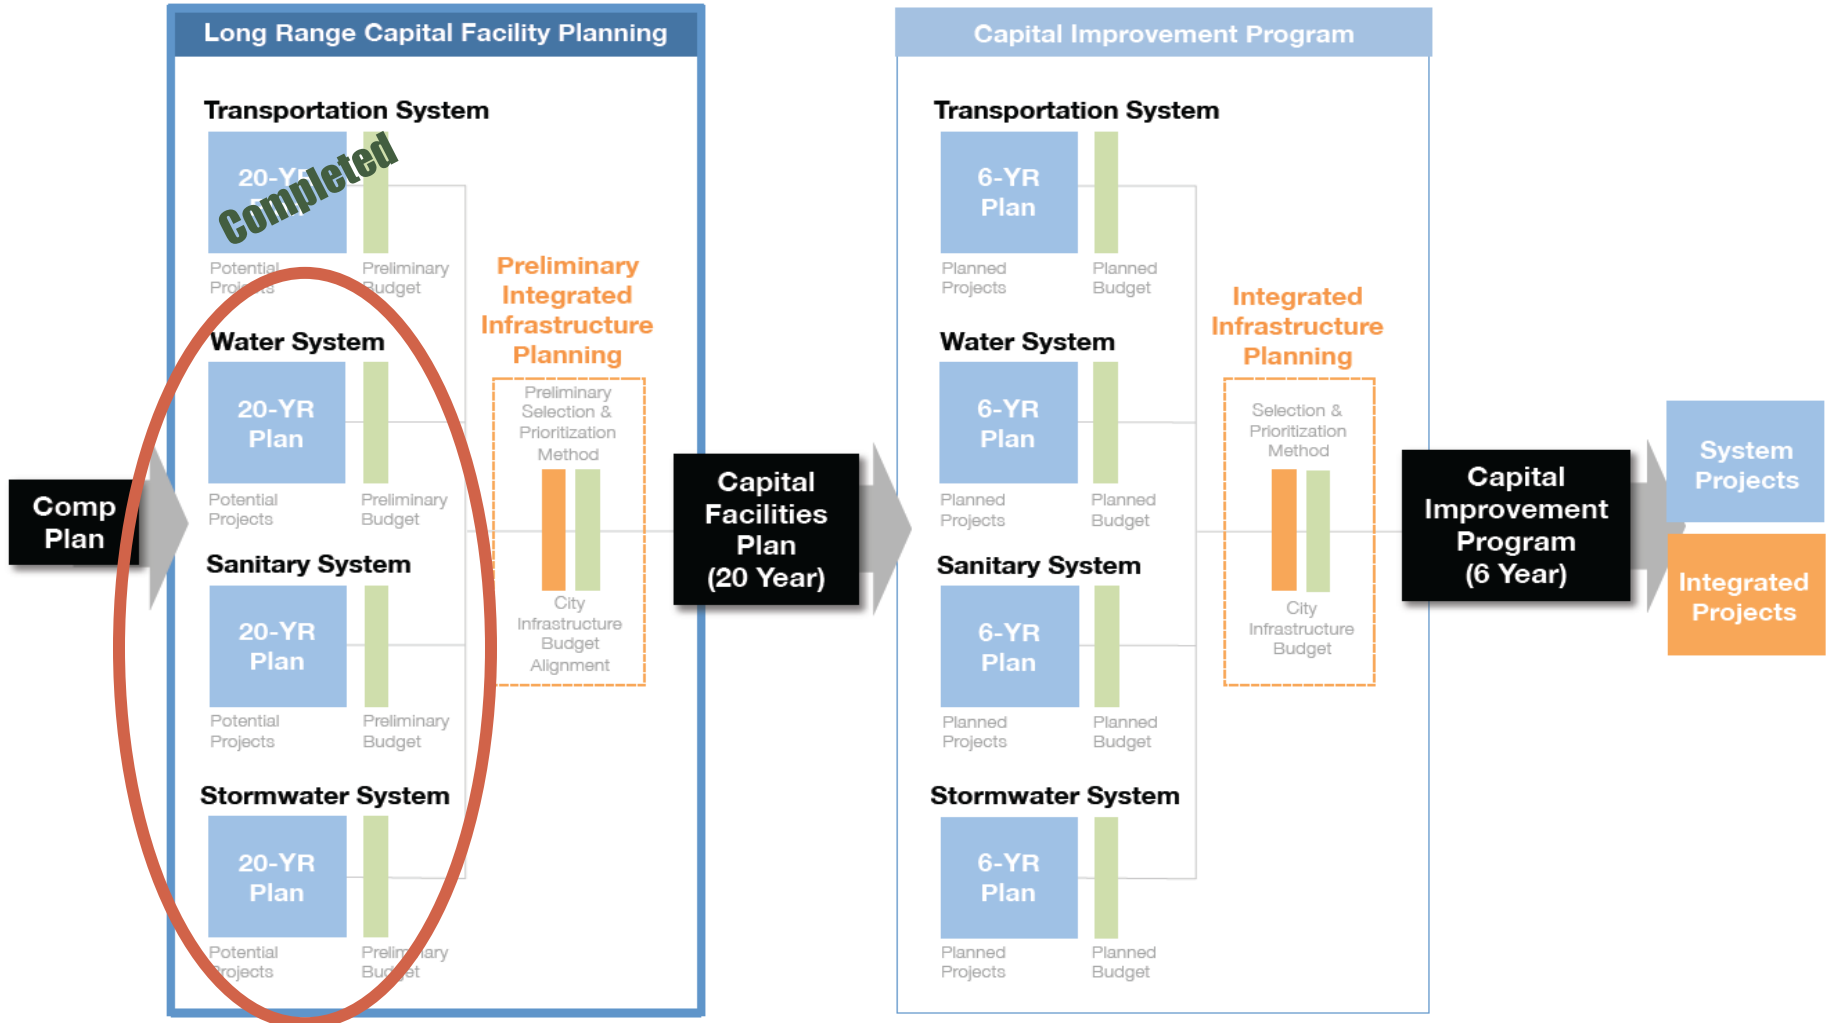 Long Range Capital Facility Planning
Transportation System
20-YR
Completed
Potential
Projects
Preliminary
Budget
Water System
20-YR
Plan
Potential
Projects
Preliminary
Budget
Sanitary System
20-YR
Plan
Potential
Projects
Preliminary
Budget
Stormwater System
20-YR
Plan
Potential
Projects
Preliminary
Budget
Comp
Plan
Preliminary
Integrated
Infrastructure
Planning
Preliminary
Selection &
Prioritization
Method
City
Infrastructure
Budget
Alignment
Capital
Facilities
Plan
(20 Year)
Capital Improvement Program
Transportation System
6-YR
Plan
Planned
Projects
Planned
Budget
Water System
6-YR
Plan
Planned
Projects
Planned
Budget
Sanitary System
6-YR
Plan
Planned
Projects
Planned
Budget
Stormwater System
6-YR
Plan
Planned
Projects
Planned
Budget
Integrated
Infrastructure
Planning
Selection &
Prioritization
Method
City
Infrastructure
Budget
Capital
Improvement
Program
(6 Year)
System
Projects
Integrated
Projects